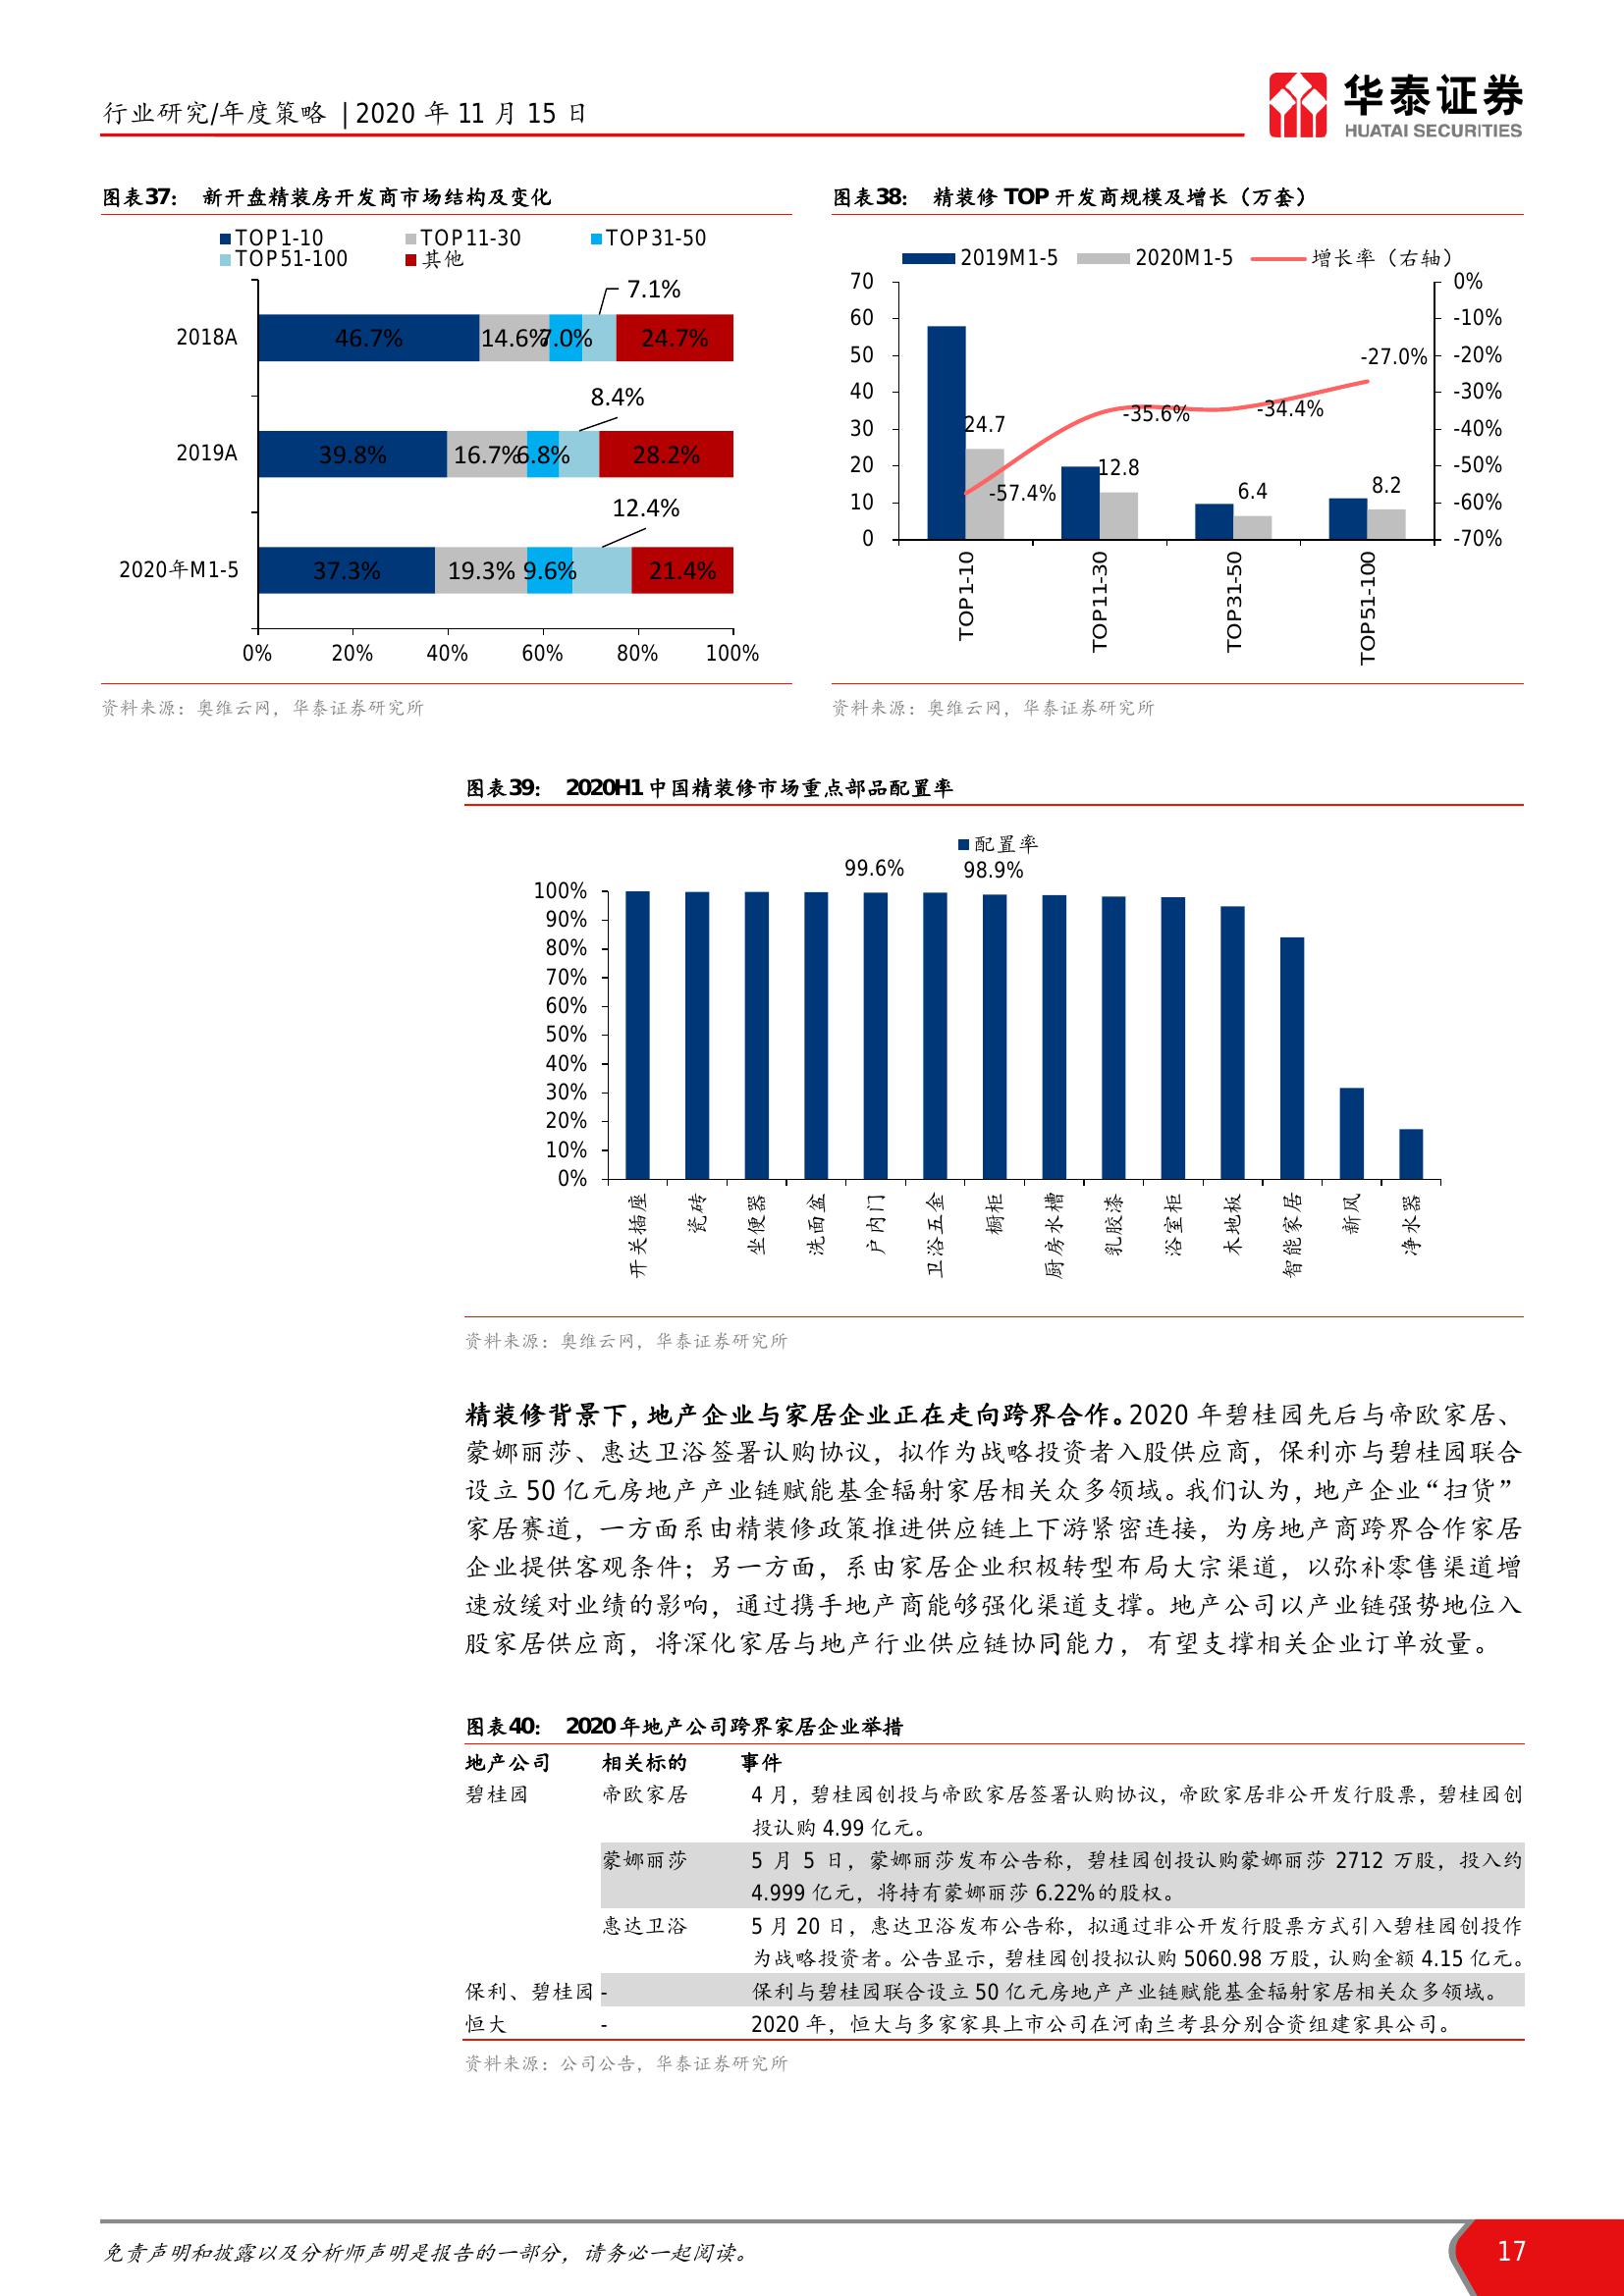 行业研究/年度策略 | 2020 年 11 月 15 日
华泰证券
HUATAI SECURITIES
图表37： 新开盘精装房开发商市场结构及变化
TOP1-10 TOP11-30 TOP31-50
TOP51-100 其他
7.1%
2018A 46.7% 14.6% 7.0% 24.7%
8.4%
2019A 39.8% 16.7% 6.8% 28.2%
12.4%
2020年M1-5 37.3% 19.3% 9.6% 21.4%
0% 20% 40% 60% 80% 100%
资料来源：奥维云网，华泰证券研究所
图表38： 精装修 TOP 开发商规模及增长（万套）
2019M1-5 2020M1-5 增长率（右轴）
70 0%
60 -10%
50 -20%
40 -30%
30 -40%
20 -50%
10 -60%
0 -70%
24.7 12.8 6.4 8.2
-57.4% -35.6% -34.4% -27.0%
TOP1-10 TOP11-30 TOP31-50 TOP51-100
资料来源：奥维云网，华泰证券研究所
图表39： 2020H1 中国精装修市场重点部品配置率
配置率
99.6% 98.9%
100%
90%
80%
70%
60%
50%
40%
30%
20%
10%
0%
开关插座 瓷砖 坐便器 洗面盆 户内门 卫浴五金 橱柜 厨房水槽 乳胶漆 浴室柜 木地板 智能家居 新风 净水器
资料来源：奥维云网，华泰证券研究所
精装修背景下，地产企业与家居企业正在走向跨界合作。2020 年碧桂园先后与帝欧家居、
蒙娜丽莎、惠达卫浴签署认购协议，拟作为战略投资者入股供应商，保利亦与碧桂园联合
设立 50 亿元房地产产业链赋能基金辐射家居相关众多领域。我们认为，地产企业“扫货”
家居赛道，一方面系由精装修政策推进供应链上下游紧密连接，为房地产商跨界合作家居
企业提供客观条件；另一方面，系由家居企业积极转型布局大宗渠道，以弥补零售渠道增
速放缓对业绩的影响，通过携手地产商能够强化渠道支撑。地产公司以产业链强势地位入
股家居供应商，将深化家居与地产行业供应链协同能力，有望支撑相关企业订单放量。
图表40： 2020 年地产公司跨界家居企业举措
地产公司 相关标的 事件
碧桂园 帝欧家居 4 月，碧桂园创投与帝欧家居签署认购协议，帝欧家居非公开发行股票，碧桂园创
投认购 4.99 亿元。
蒙娜丽莎 5 月 5 日，蒙娜丽莎发布公告称，碧桂园创投认购蒙娜丽莎 2712 万股，投入约
4.999 亿元，将持有蒙娜丽莎 6.22%的股权。
惠达卫浴 5 月 20 日，惠达卫浴发布公告称，拟通过非公开发行股票方式引入碧桂园创投作
为战略投资者。公告显示，碧桂园创投拟认购 5060.98 万股，认购金额 4.15 亿元。
保利、碧桂园 - 保利与碧桂园联合设立 50 亿元房地产产业链赋能基金辐射家居相关众多领域。
恒大 - 2020 年，恒大与多家家具上市公司在河南兰考县分别合资组建家具公司。
资料来源：公司公告，华泰证券研究所
免责声明和披露以及分析师声明是报告的一部分，请务必一起阅读。
17